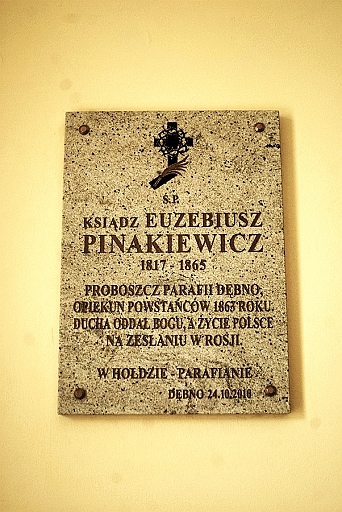 Ś.P.
KSIĄDZ EUZEBIUSZ
PINAKIEWICZ
1817 - 1865
PROBOSZCZ PARAFII DĘBNO,
OPIEKUN POWSTAŃCÓW 1863 ROKU.
DUCHA ODDAŁ BOGU, A ŻYCIE POLSCE
NA ZESŁANIU W ROSJI.
W HOŁDZIE - PARAFIANIE
DĘBNO 24.10.2010